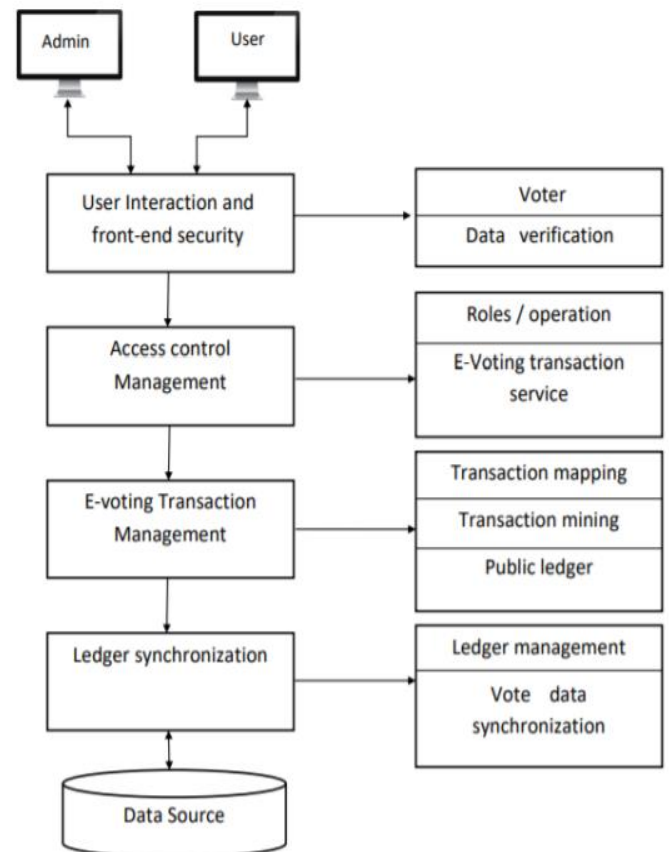 Admin
User
User Interaction and
front-end security
Voter
Data verification
Access control
Management
Roles / operation
E-Voting transaction
service
E-voting Transaction
Management
Transaction mapping
Transaction mining
Public ledger
Ledger synchronization
Ledger management
Vote data
synchronization
Data Source